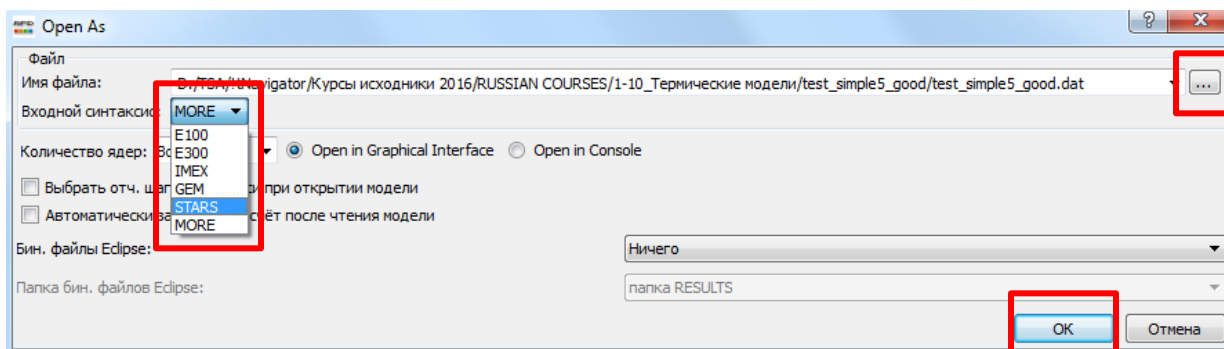 Open As
Файл
Имя файла: D:/TSA/!tNavigator/Курсы исходники 2016/RUSSIAN COURSES/1-10_Термические модели/test_simple5_good/test_simple5_good.dat ...
Входной синтаксис: MORE
E100
Количество ядер: Open in Graphical Interface Open in Console
E300
IMEX
Выбрать отч. при открытии модели
GEM
STARS
Автоматически после чтения модели
MORE
Бин. файлы Eclipse: Ничего
Папка бин. файлов Eclipse: папка RESULTS
OK Отмена